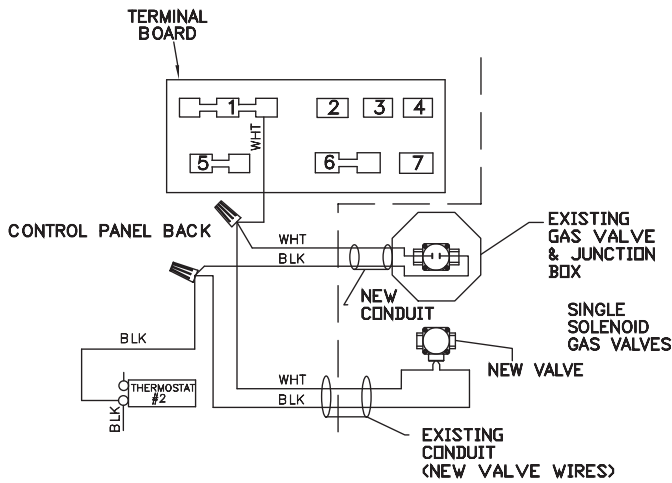 TERMINAL
BOARD
1
2
3
4
WHT
5
6
7
CONTROL PANEL BACK
WHT
BLK
EXISTING
GAS VALVE
& JUNCTION
BOX
NEW
CONDUIT
SINGLE
SOLENOID
GAS VALVES
BLK
NEW VALVE
THERMOSTAT
#2
BLK
WHT
BLK
EXISTING
CONDUIT
(NEW VALVE WIRES)